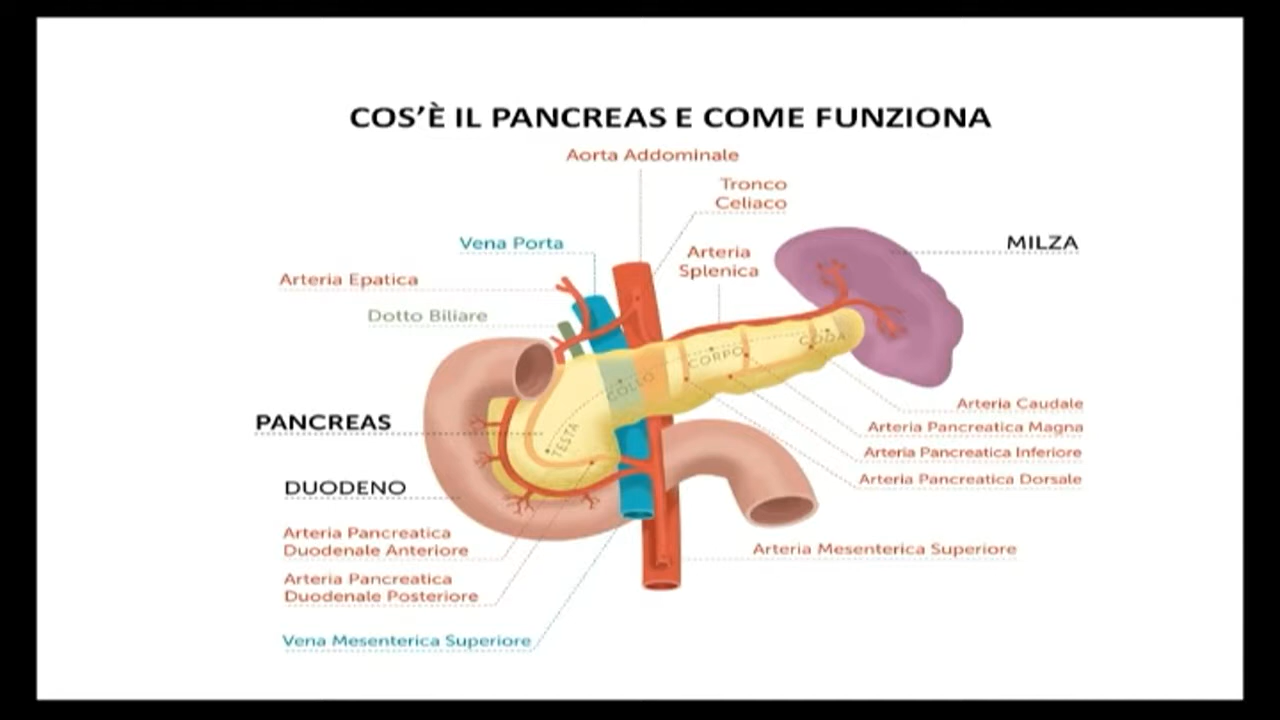 COS'È IL PANCREAS E COME FUNZIONA
Aorta Addominale
Tronco
Celiaco
Vena Porta
Arteria
Splenica
MILZA
Arteria Epatica
Dotto Biliare
CODA
CORPO
COLLO
TESTA
PANCREAS
DUODENO
Arteria Caudale
Arteria Pancreatica Magna
Arteria Pancreatica Inferiore
Arteria Pancreatica Dorsale
Arteria Pancreatica
Duodenale Anteriore
Arteria Mesenterica Superiore
Arteria Pancreatica
Duodenale Posteriore
Vena Mesenterica Superiore